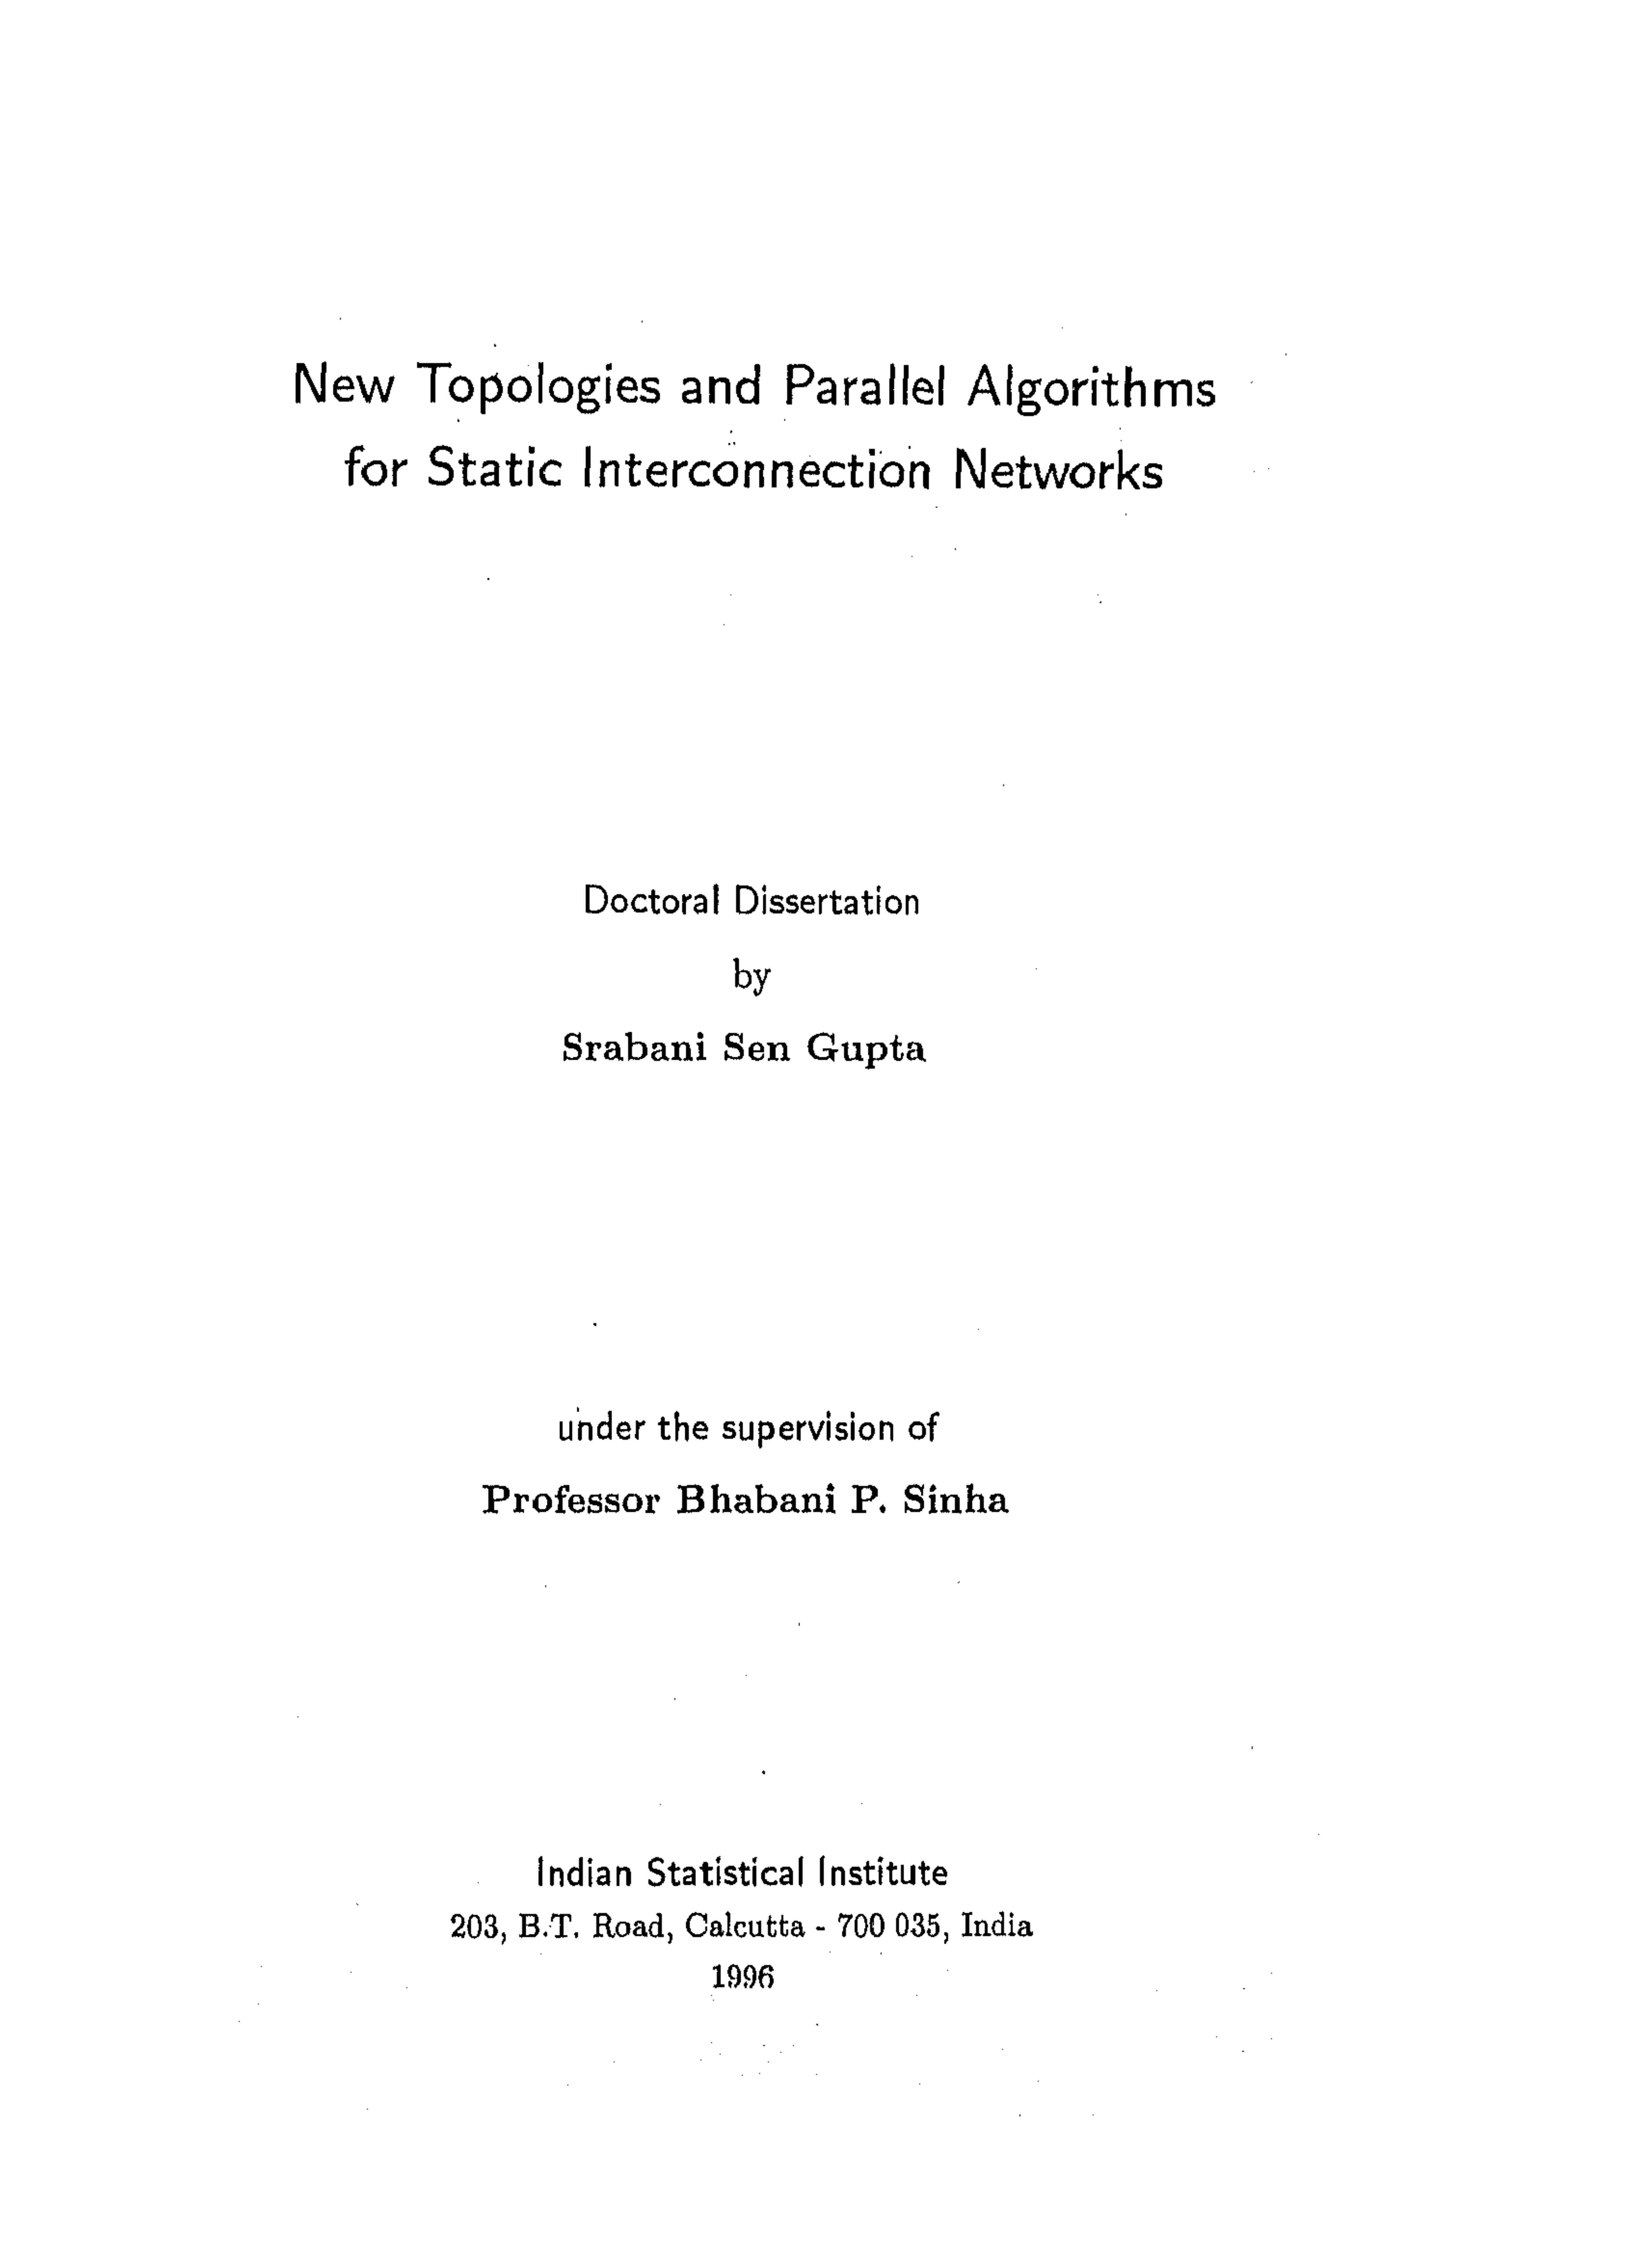 New Topologies and Parallel Algorithms
for Static Interconnection Networks
Doctoral Dissertation
by
Srabani Sen Gupta
under the supervision of
Professor Bhabani P. Sinha
Indian Statistical Institute
203, B.T. Road, Calcutta - 700 035, India
1996